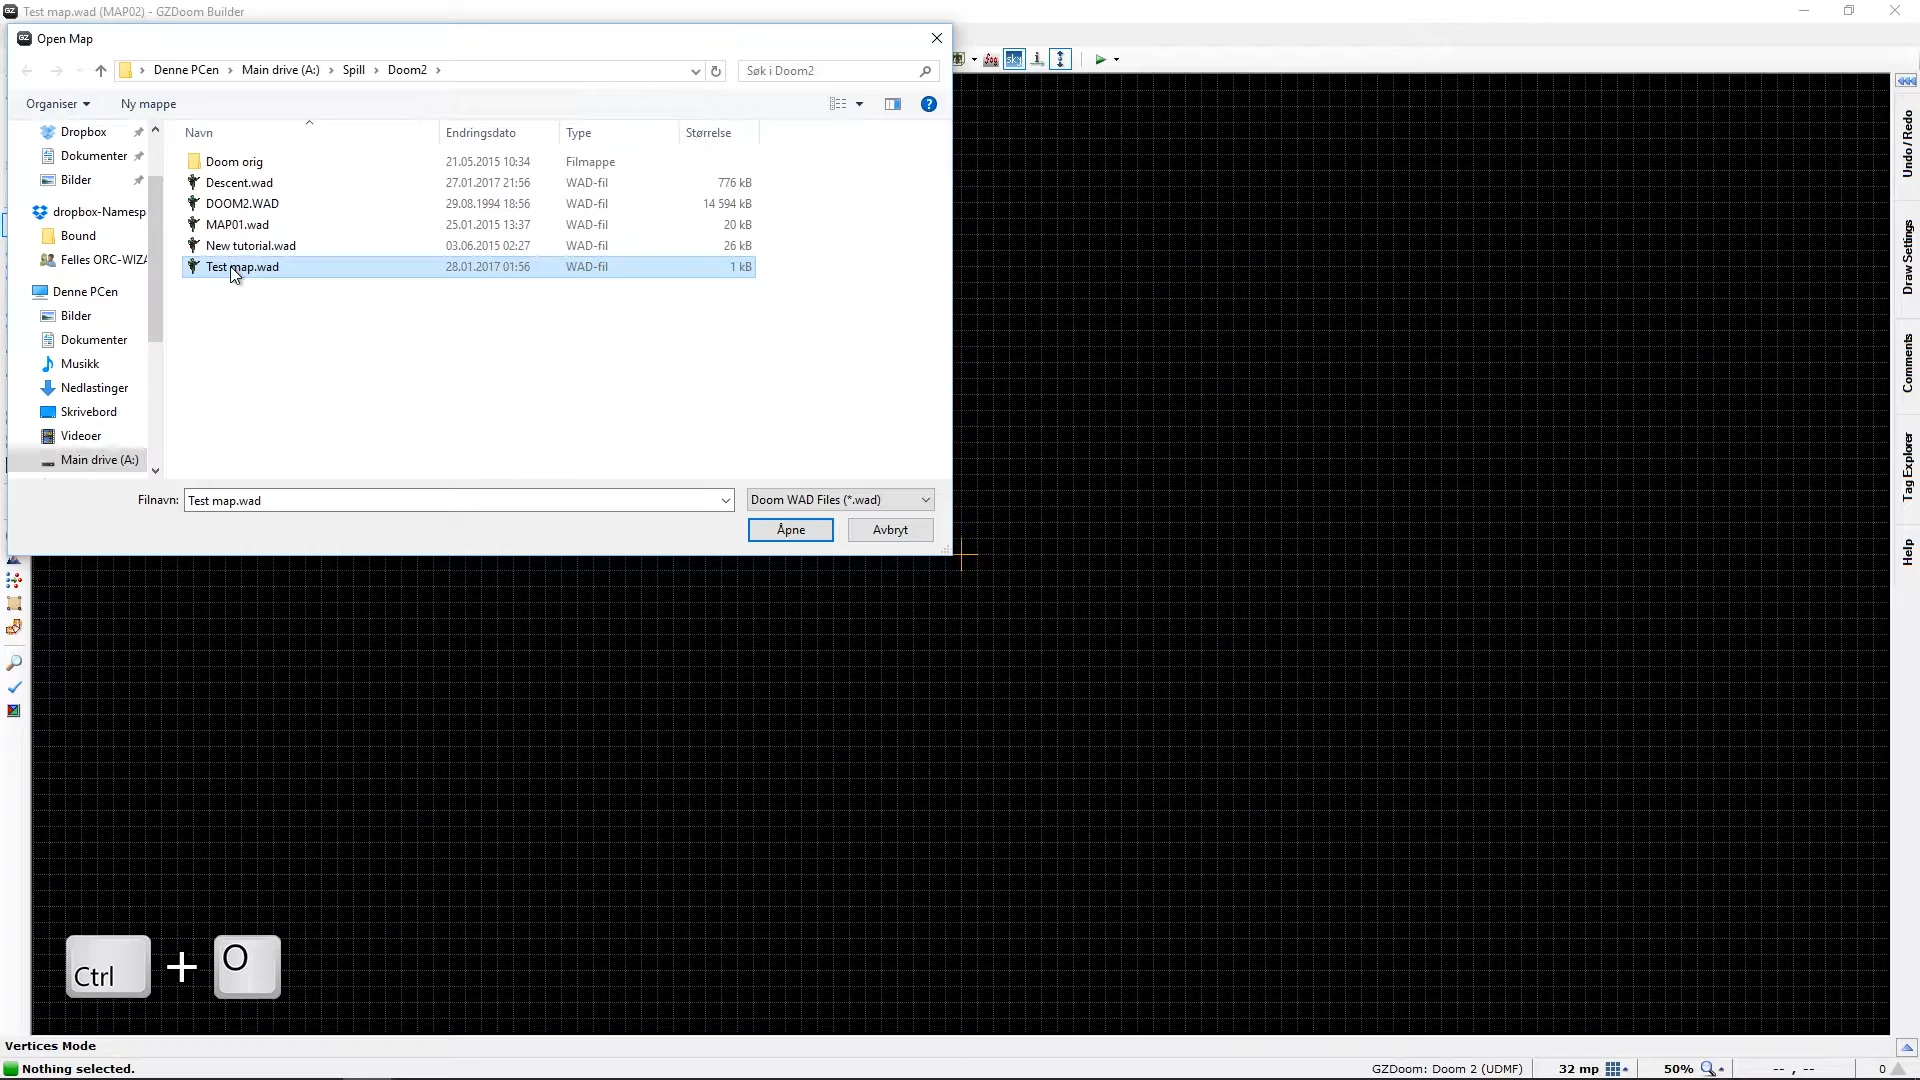 Test map.wad (MAP02) - GZDoom Builder
Open Map
Denne PCen › Main drive (A:) › Spill › Doom2 ›
Søk i Doom2
Organiser
Ny mappe
Navn Endringsdato Type Størrelse
Doom orig 21.05.2015 10:34 Filmappe
Descent.wad 27.01.2017 21:56 WAD-fil 776 kB
DOOM2.WAD 29.08.1994 18:56 WAD-fil 14 594 kB
MAP01.wad 25.01.2015 13:37 WAD-fil 20 kB
New tutorial.wad 03.06.2015 02:27 WAD-fil 26 kB
Test map.wad 28.01.2017 01:56 WAD-fil 1 kB
Dropbox
Dokumenter
Bilder
dropbox-Namesp
Bound
Felles ORC-WIZA
Denne PCen
Bilder
Dokumenter
Musikk
Nedlastinger
Skrivebord
Videoer
Main drive (A:)
Filnavn: Test map.wad
Doom WAD Files (*.wad)
Åpne
Avbryt
Undo / Redo
Draw Settings
Comments
Tag Explorer
Help
Ctrl + O
Vertices Mode
Nothing selected.
GZDoom: Doom 2 (UDMF) 32 mp 50% -- , -- 0